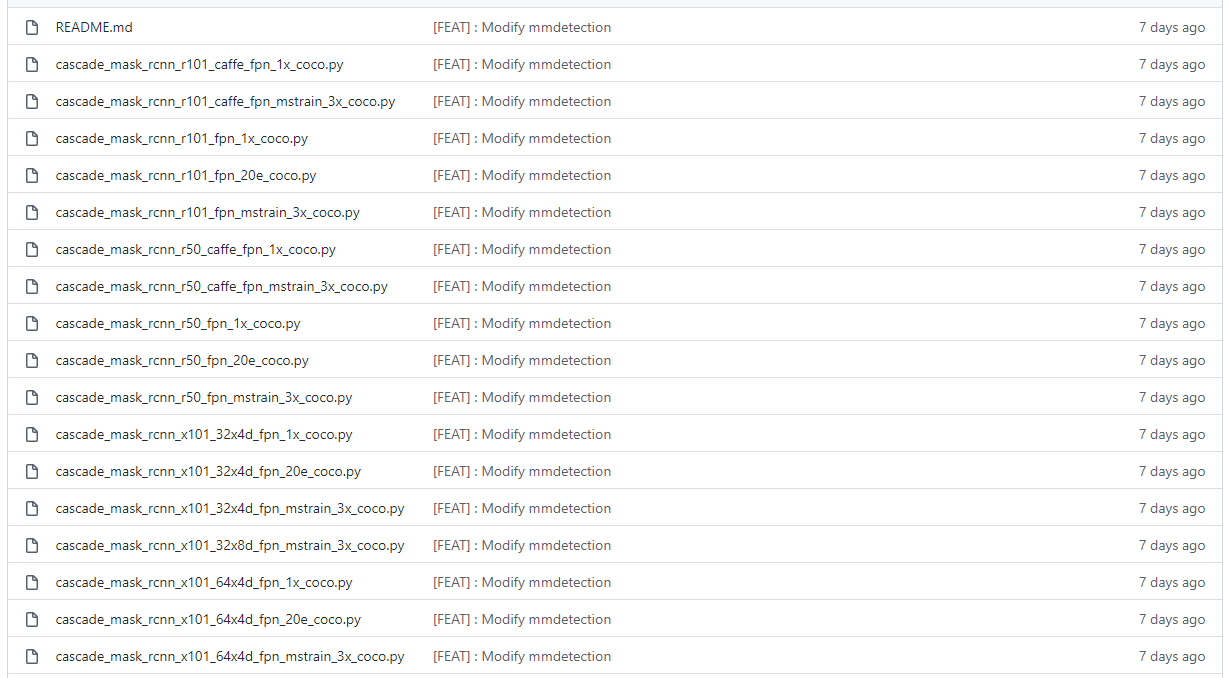 README.md [FEAT] : Modify mmdetection 7 days ago
cascade_mask_rcnn_r101_caffe_fpn_1x_coco.py [FEAT] : Modify mmdetection 7 days ago
cascade_mask_rcnn_r101_caffe_fpn_mstrain_3x_coco.py [FEAT] : Modify mmdetection 7 days ago
cascade_mask_rcnn_r101_fpn_1x_coco.py [FEAT] : Modify mmdetection 7 days ago
cascade_mask_rcnn_r101_fpn_20e_coco.py [FEAT] : Modify mmdetection 7 days ago
cascade_mask_rcnn_r101_fpn_mstrain_3x_coco.py [FEAT] : Modify mmdetection 7 days ago
cascade_mask_rcnn_r50_caffe_fpn_1x_coco.py [FEAT] : Modify mmdetection 7 days ago
cascade_mask_rcnn_r50_caffe_fpn_mstrain_3x_coco.py [FEAT] : Modify mmdetection 7 days ago
cascade_mask_rcnn_r50_fpn_1x_coco.py [FEAT] : Modify mmdetection 7 days ago
cascade_mask_rcnn_r50_fpn_20e_coco.py [FEAT] : Modify mmdetection 7 days ago
cascade_mask_rcnn_r50_fpn_mstrain_3x_coco.py [FEAT] : Modify mmdetection 7 days ago
cascade_mask_rcnn_x101_32x4d_fpn_1x_coco.py [FEAT] : Modify mmdetection 7 days ago
cascade_mask_rcnn_x101_32x4d_fpn_20e_coco.py [FEAT] : Modify mmdetection 7 days ago
cascade_mask_rcnn_x101_32x4d_fpn_mstrain_3x_coco.py [FEAT] : Modify mmdetection 7 days ago
cascade_mask_rcnn_x101_32x8d_fpn_mstrain_3x_coco.py [FEAT] : Modify mmdetection 7 days ago
cascade_mask_rcnn_x101_64x4d_fpn_1x_coco.py [FEAT] : Modify mmdetection 7 days ago
cascade_mask_rcnn_x101_64x4d_fpn_20e_coco.py [FEAT] : Modify mmdetection 7 days ago
cascade_mask_rcnn_x101_64x4d_fpn_mstrain_3x_coco.py [FEAT] : Modify mmdetection 7 days ago